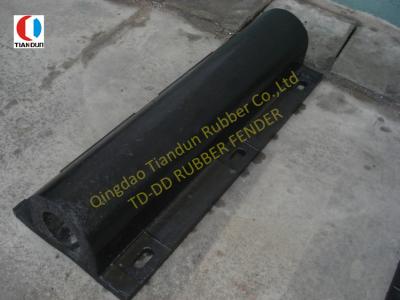 TIANDUN
Qingdao Tiandun Rubber Co.,Ltd
TD-DD RUBBER FENDER